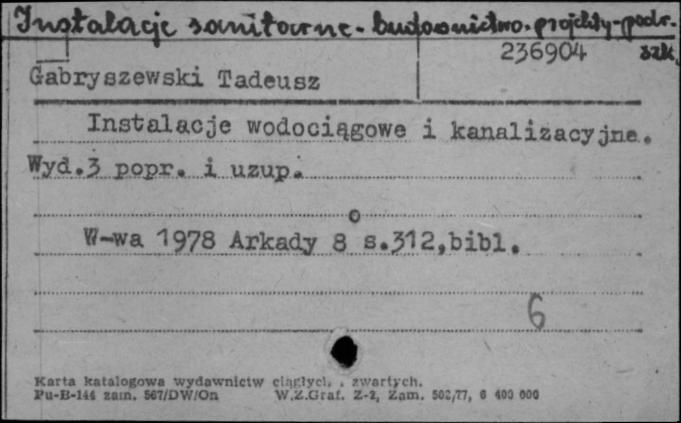 Instalacje sanitarne - budownictwo - projekty - podr.
236904 szk.
Gabryszewski Tadeusz
Instalacje wodociągowe i kanalizacyjne.
Wyd.3 popr. i uzup.
W-wa 1978 Arkady 8 s.312,bibl.
6
Karta katalogowa wydawnictw ciągłych i zwartych.
Pu-B-144 zam. 567/DW/On W.Z.Graf. Z-2, Zam. 502/77, 6 400 000